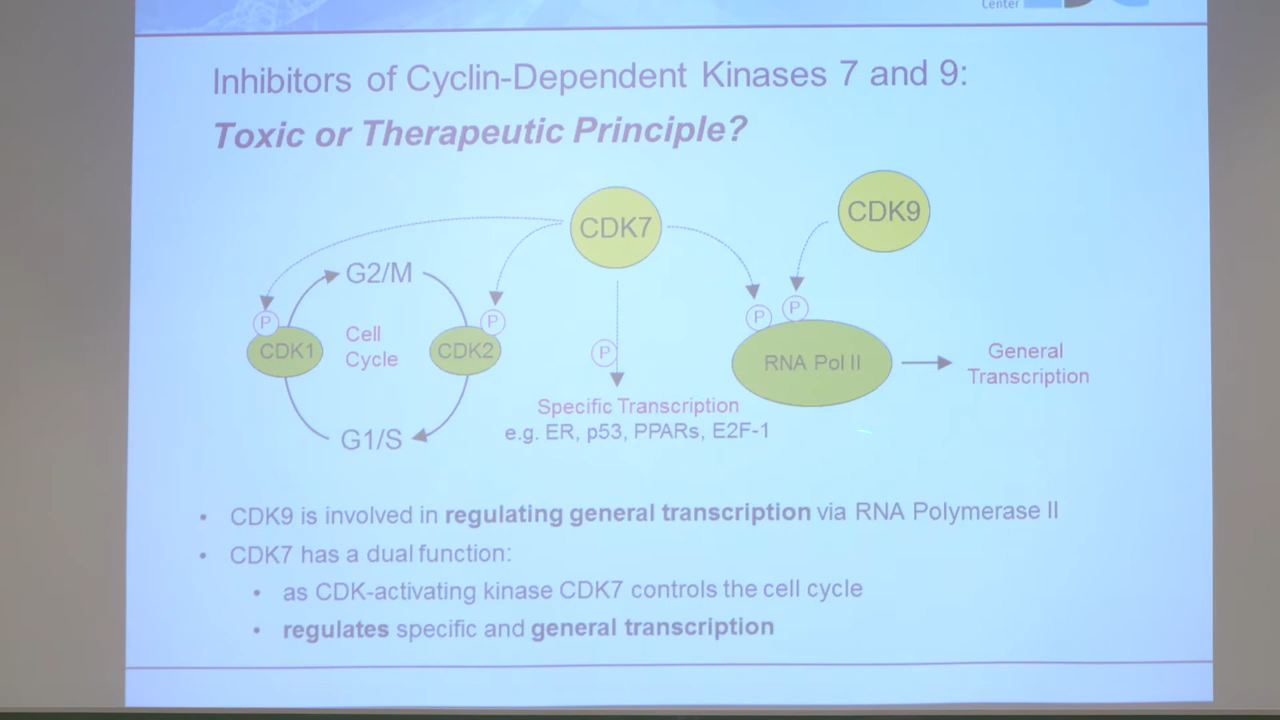 Center
Inhibitors of Cyclin-Dependent Kinases 7 and 9:
Toxic or Therapeutic Principle?
CDK7
CDK9
G2/M
P
P
P
P
CDK1
Cell
Cycle
CDK2
P
RNA Pol II
General
Transcription
G1/S
Specific Transcription
e.g. ER, p53, PPARs, E2F-1
• CDK9 is involved in regulating general transcription via RNA Polymerase II
• CDK7 has a dual function:
• as CDK-activating kinase CDK7 controls the cell cycle
• regulates specific and general transcription